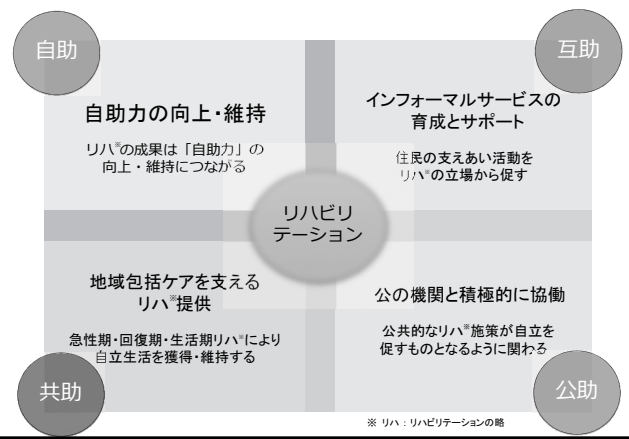 自助
自助力の向上・維持
リハ※の成果は「自助力」の
向上・維持につながる
互助
インフォーマルサービスの
育成とサポート
住民の支えあい活動を
リハ※の立場から促す
リハビリ
テーション
地域包括ケアを支える
リハ※提供
急性期・回復期・生活期リハ※により
自立生活を獲得・維持する
共助
公の機関と積極的に協働
公共的なリハ※施策が自立を
促すものとなるように関わる
公助
※ リハ：リハビリテーションの略